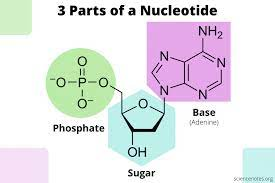 3 Parts of a Nucleotide
NH₂
N
N
N
N
O
⁻O
P
O
O⁻
O
OH
Phosphate
Sugar
Base
(Adenine)
sciencenotes.org